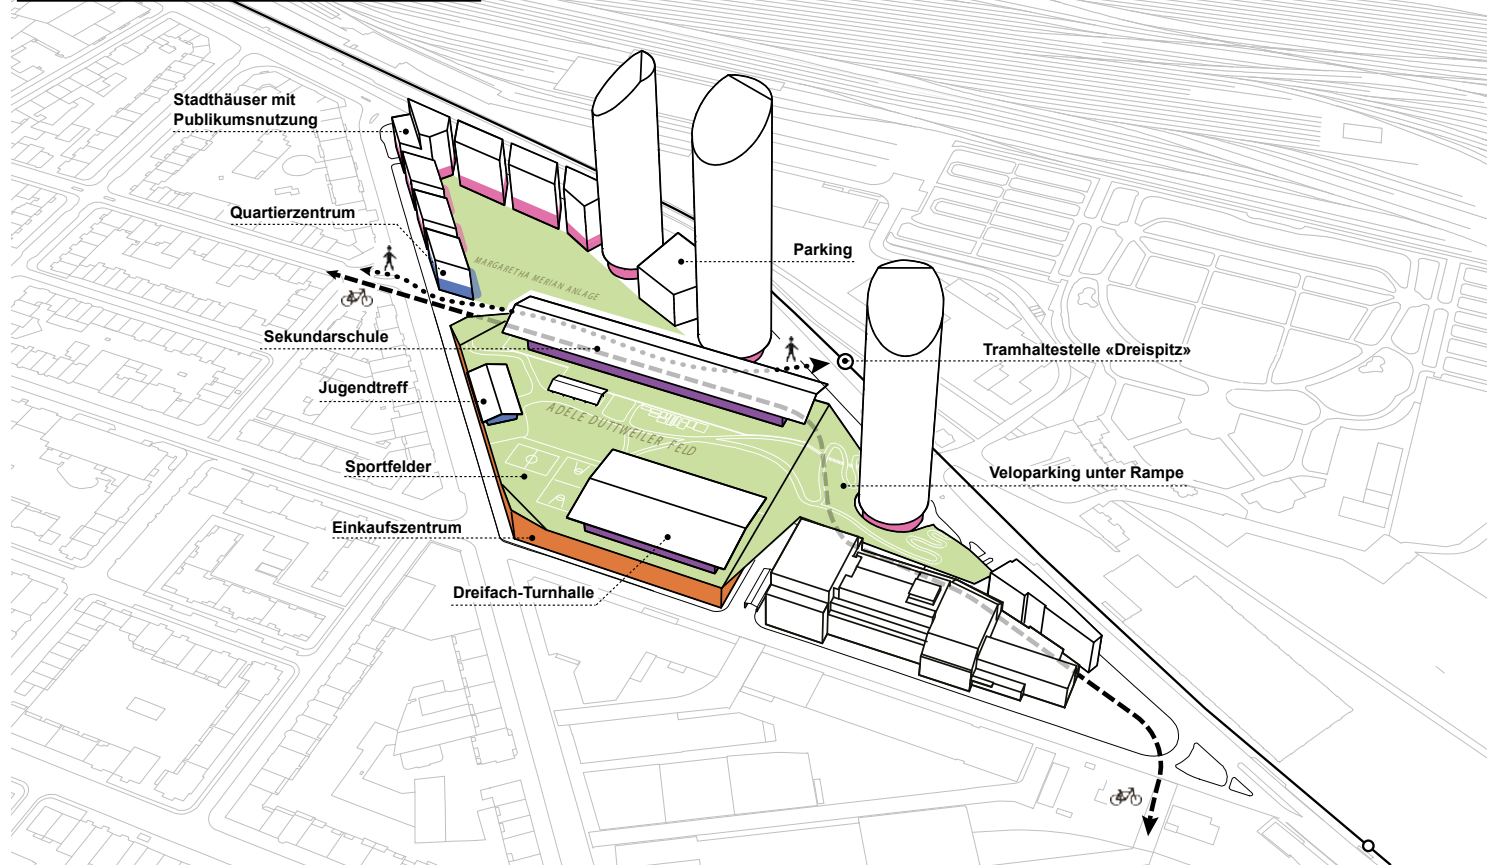 Stadthäuser mit
Publikumsnutzung
Quartierzentrum
MARGARETHA MERIAN ANLAGE
Parking
Sekundarschule
Tramhaltestelle «Dreispitz»
Jugendtreff
ADELE DUTTWEILER FELD
Sportfelder
Veloparking unter Rampe
Einkaufszentrum
Dreifach-Turnhalle